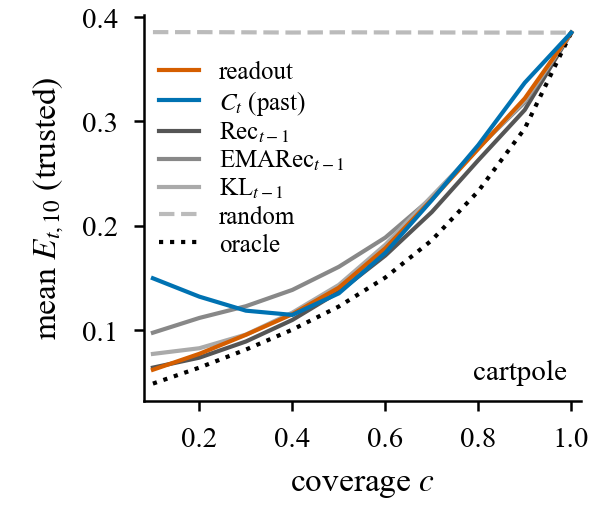 0.4
0.3
0.2
0.1
mean E_{t,10} (trusted)
readout
C_t (past)
Rec_{t−1}
EMARec_{t−1}
KL_{t−1}
random
oracle
cartpole
0.2 0.4 0.6 0.8 1.0
coverage c